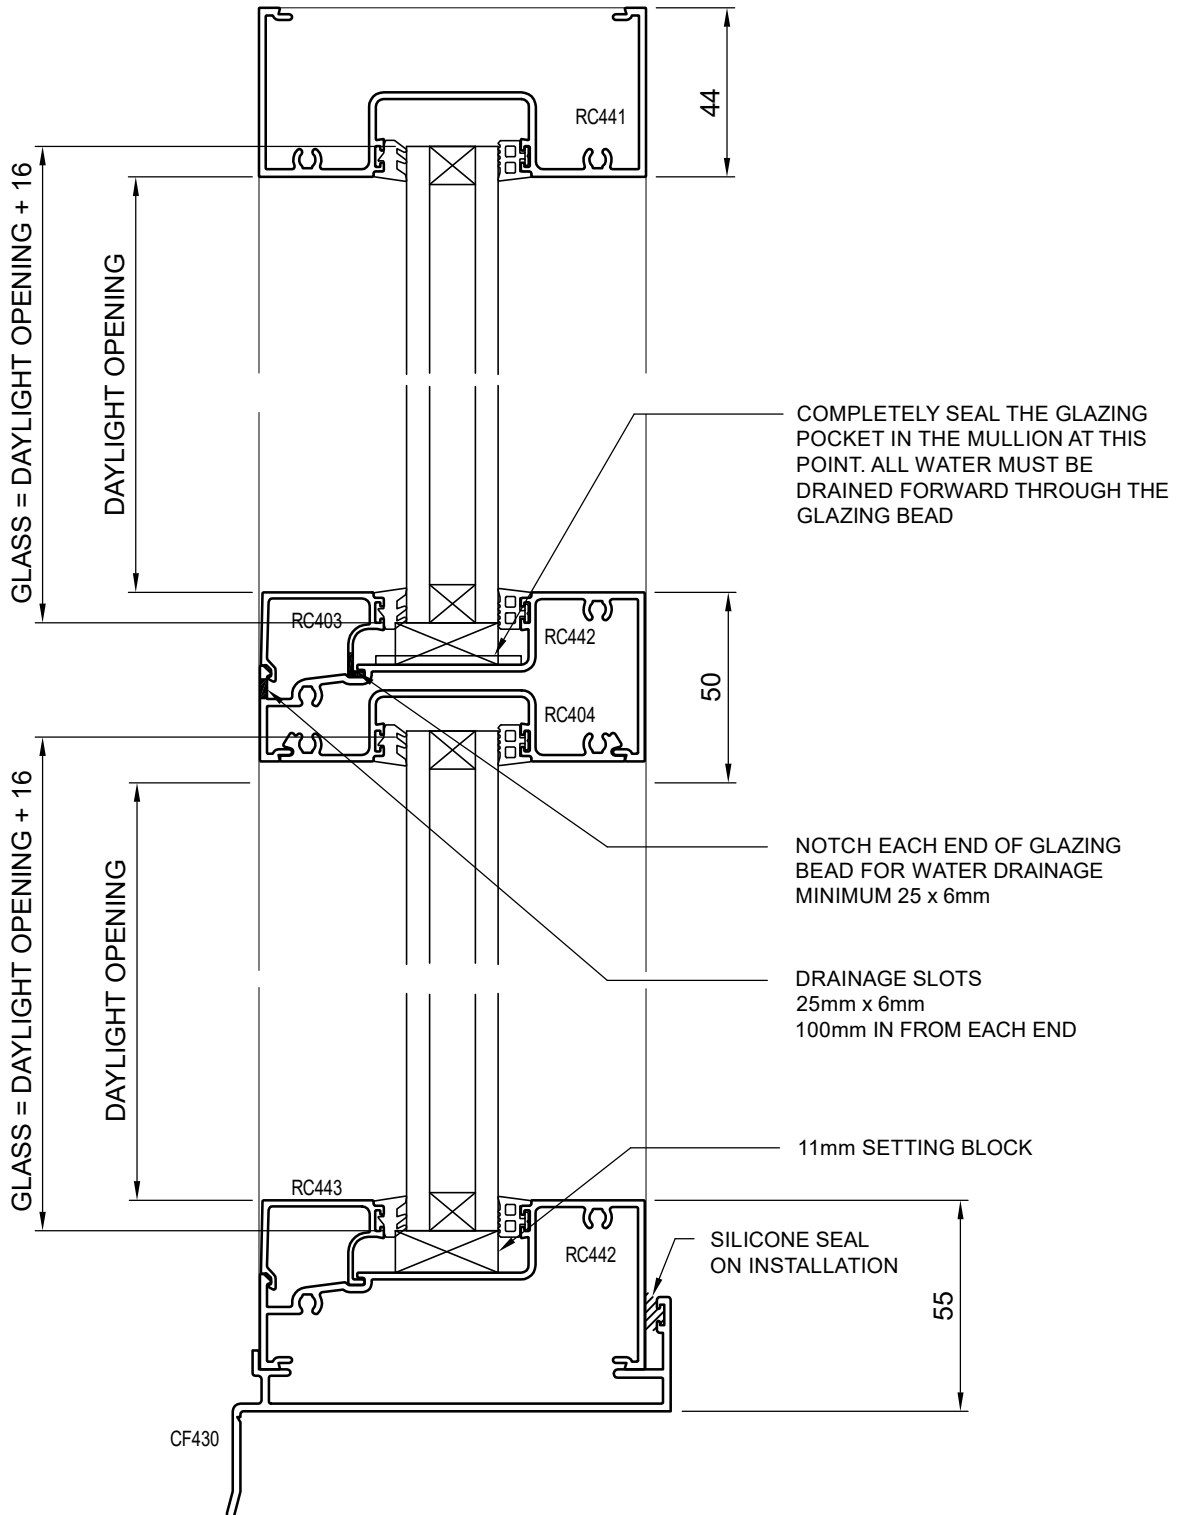 RC441
44
GLASS = DAYLIGHT OPENING + 16
DAYLIGHT OPENING
COMPLETELY SEAL THE GLAZING
POCKET IN THE MULLION AT THIS
POINT. ALL WATER MUST BE
DRAINED FORWARD THROUGH THE
GLAZING BEAD
RC403
RC442
50
RC404
GLASS = DAYLIGHT OPENING + 16
DAYLIGHT OPENING
NOTCH EACH END OF GLAZING
BEAD FOR WATER DRAINAGE
MINIMUM 25 x 6mm
DRAINAGE SLOTS
25mm x 6mm
100mm IN FROM EACH END
11mm SETTING BLOCK
RC443
RC442
SILICONE SEAL
ON INSTALLATION
55
CF430